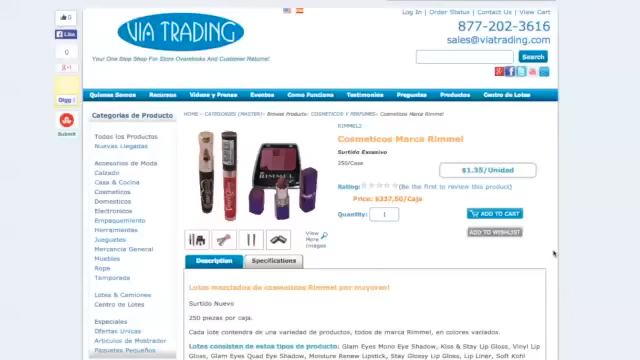 Log In | Order Status | Contact Us | View Cart
VIA TRADING
877-202-3616
sales@viatrading.com
Your One Stop Shop For Store Overstocks And Customer Returns!
Search
0
Like
0
+1
Digg
Submit
Quienes Somos Recursos Videos y Prensa Eventos Como Funciona Testimonios Preguntas Productos Centro de Lotes
Categorias de Producto
Todos los Productos
Nuevas Llegadas
Accesorios de Moda
Calzado
Casa & Cocina
Cosmeticos
Domesticos
Electronicos
Empaquetamiento
Herramientas
Juguetes
Mercancia General
Muebles
Ropa
Temporada
Lotes & Camiones
Centro de Lotes
Especiales
Ofertas Unicas
Articulos de Mostrador
Paquetes Pequeños
HOME > CATEGORIES (MASTER)> Browse Products: COSMETICOS Y PERFUMES> Cosmeticos Marca Rimmel
RIMMEL2
Cosmeticos Marca Rimmel
Surtido Excesivo
250/Case
$1.35/Unidad
Rating: (Be the first to review this product)
Precio: $337,50/Caja
Quantity: 1
ADD TO CART
ADD TO WISHLIST
View
More
Images
Description Specifications
Lotes mezclados de cosmeticos Rimmel por mayoreo!
Surtido Nuevo
250 piezas por caja.
Cada lote contendra de una variedad de productos, todos de marca Rimmel, en colores variados.
Lotes consisten de estos tipos de producto: Glam Eyes Mono Eye Shadow, Kiss & Stay Lip Gloss, Vinyl Lip
Gloss, Glam Eyes Quad Eye Shadow, Moisture Renew Lipstick, Stay Glossy Lip Gloss, Lip Liner, Soft Kohl